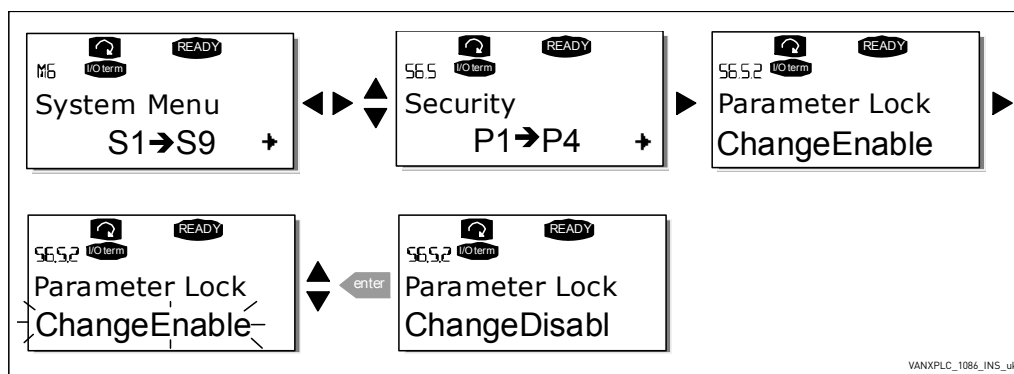 READY
M6
I/O term
System Menu
S1➔S9
READY
S6.5
I/O term
Security
P1➔P4
READY
S6.5.2
I/O term
Parameter Lock
ChangeEnable
READY
S6.5.2
I/O term
Parameter Lock
ChangeEnable
enter
READY
S6.5.2
I/O term
Parameter Lock
ChangeDisabl
VANXPLC_1086_INS_uk